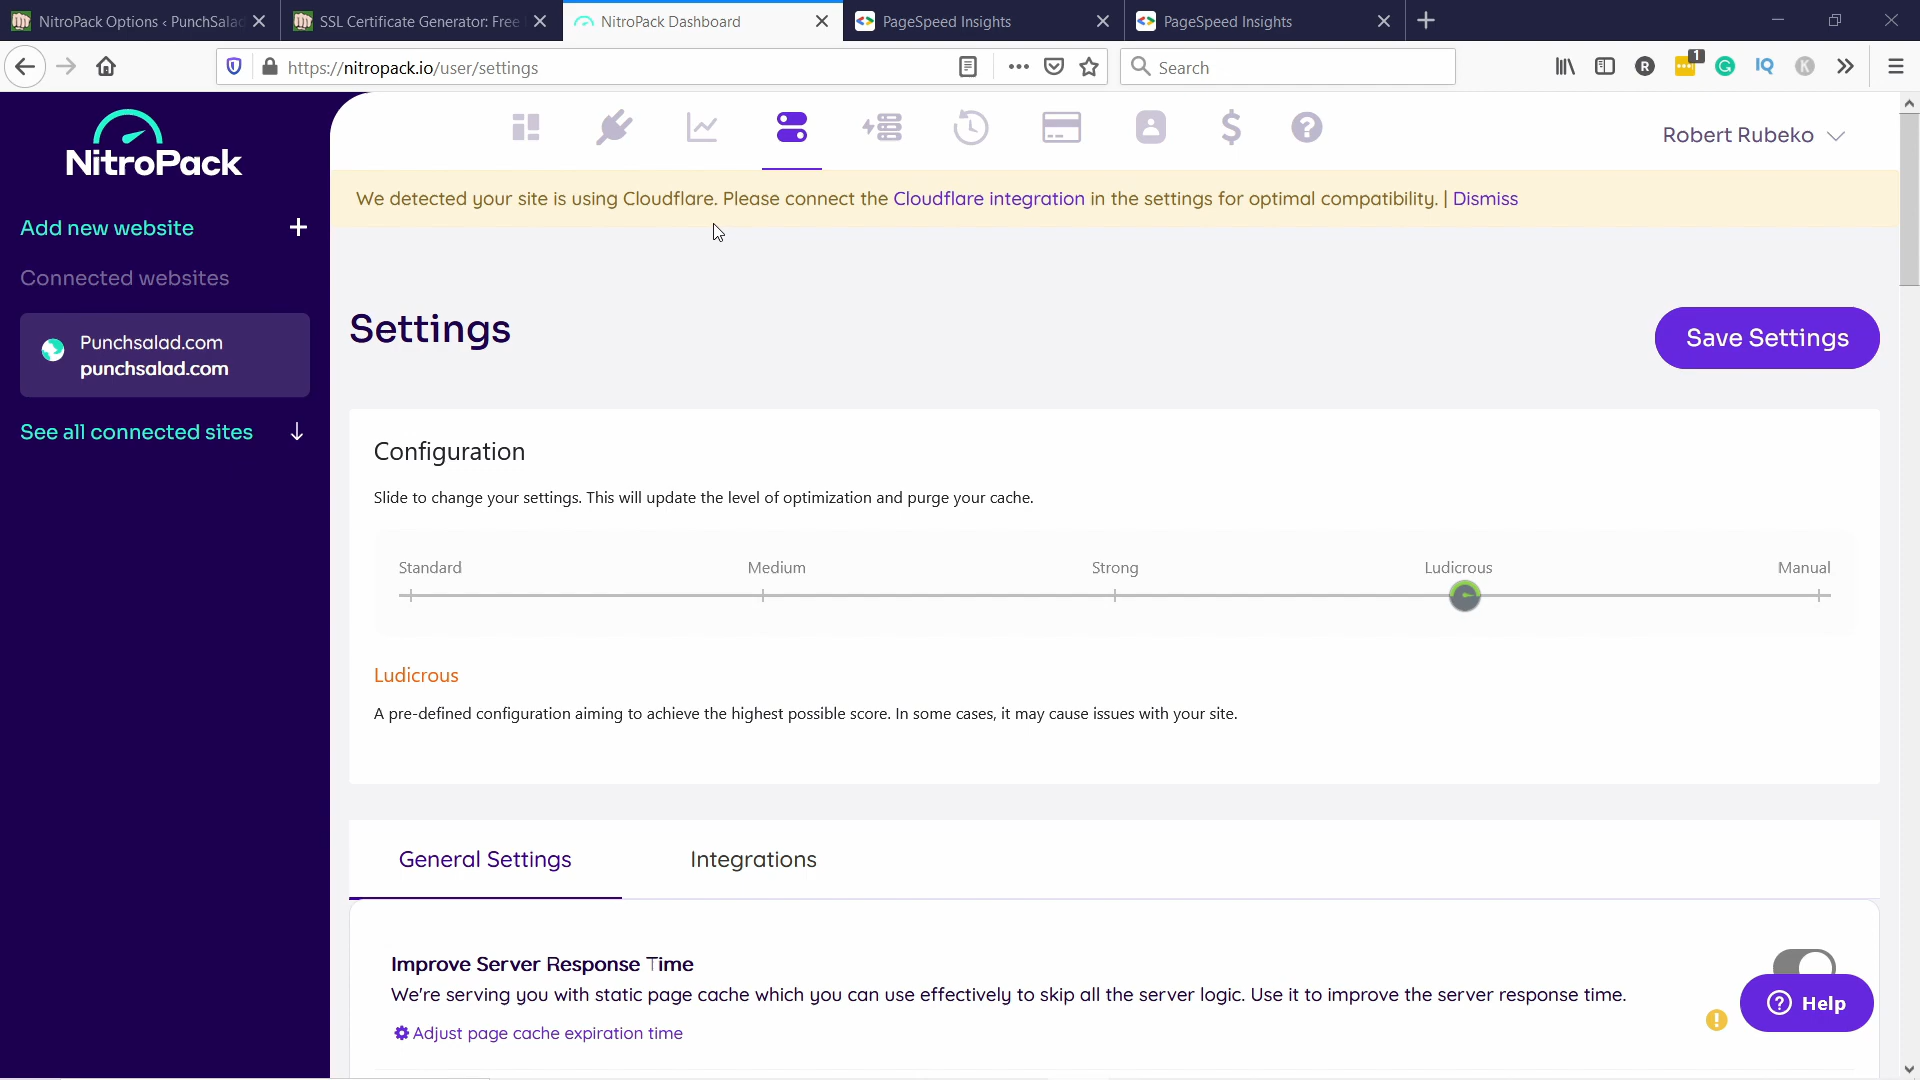 NitroPack Options ‹ PunchSalad
SSL Certificate Generator: Free
NitroPack Dashboard
PageSpeed Insights
PageSpeed Insights
https://nitropack.io/user/settings
Search
1
R
IQ
K
NitroPack
Robert Rubeko
We detected your site is using Cloudflare. Please connect the Cloudflare integration in the settings for optimal compatibility. | Dismiss
Add new website +
Connected websites
Punchsalad.com
punchsalad.com
See all connected sites
Settings
Save Settings
Configuration
Slide to change your settings. This will update the level of optimization and purge your cache.
Standard
Medium
Strong
Ludicrous
Manual
Ludicrous
A pre-defined configuration aiming to achieve the highest possible score. In some cases, it may cause issues with your site.
General Settings
Integrations
Improve Server Response Time
We're serving you with static page cache which you can use effectively to skip all the server logic. Use it to improve the server response time.
Adjust page cache expiration time
Help